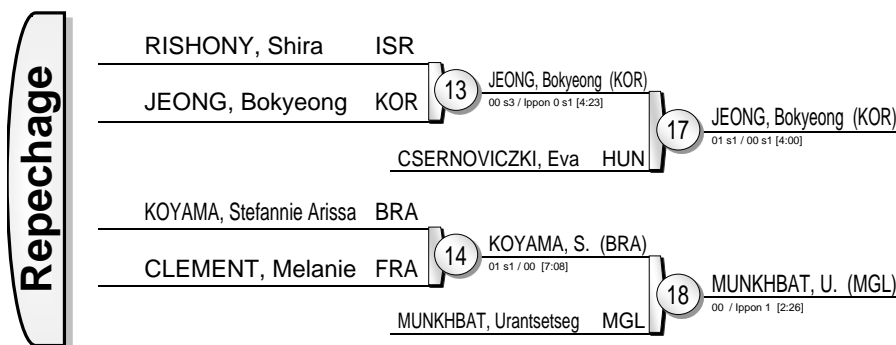 Repechage
RISHONY, Shira ISR
JEONG, Bokyeong KOR
13
JEONG, Bokyeong (KOR)
00 s3 / Ippon 0 s1 [4:23]
CSERNOVICZKI, Eva HUN
17
JEONG, Bokyeong (KOR)
01 s1 / 00 s1 [4:00]
KOYAMA, Stefannie Arissa BRA
CLEMENT, Melanie FRA
14
KOYAMA, S. (BRA)
01 s1 / 00 [7:08]
MUNKHBAT, Urantsetseg MGL
18
MUNKHBAT, U. (MGL)
00 / Ippon 1 [2:26]